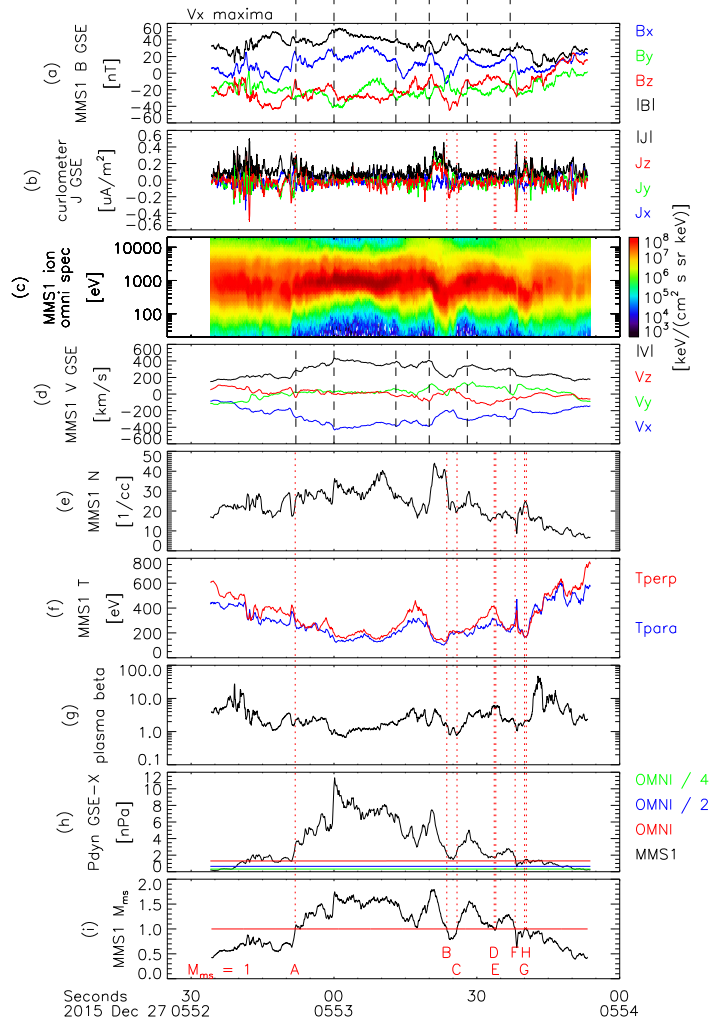 Vx maxima
(a)
MMS1 B GSE
[nT]
60
40
20
0
−20
−40
Bx
By
Bz
|B|
(b)
curlometer
J GSE
[uA/m²]
0.6
0.4
0.2
0.0
−0.2
−0.4
−0.6
|J|
Jz
Jy
Jx
(c)
MMS1 ion
omni spec
[eV]
10000
1000
100
10⁸
10⁷
10⁶
10⁵
10⁴
10³
[keV/(cm² s sr keV)]
(d)
MMS1 V GSE
[km/s]
600
400
200
0
−200
−400
−600
|V|
Vz
Vy
Vx
(e)
MMS1 N
[1/cc]
50
40
30
20
10
0
(f)
MMS1 T
[eV]
800
600
400
200
0
Tperp
Tpara
(g)
plasma beta
100.0
10.0
1.0
0.1
(h)
Pdyn GSE−X
[nPa]
12
10
8
6
4
2
0
OMNI / 4
OMNI / 2
OMNI
MMS1
(i)
MMS1 Mms
2.0
1.5
1.0
0.5
0.0
B D F H
Mms = 1 A C E G
Seconds 30 00 30 00
2015 Dec 27 0552 0553 0554